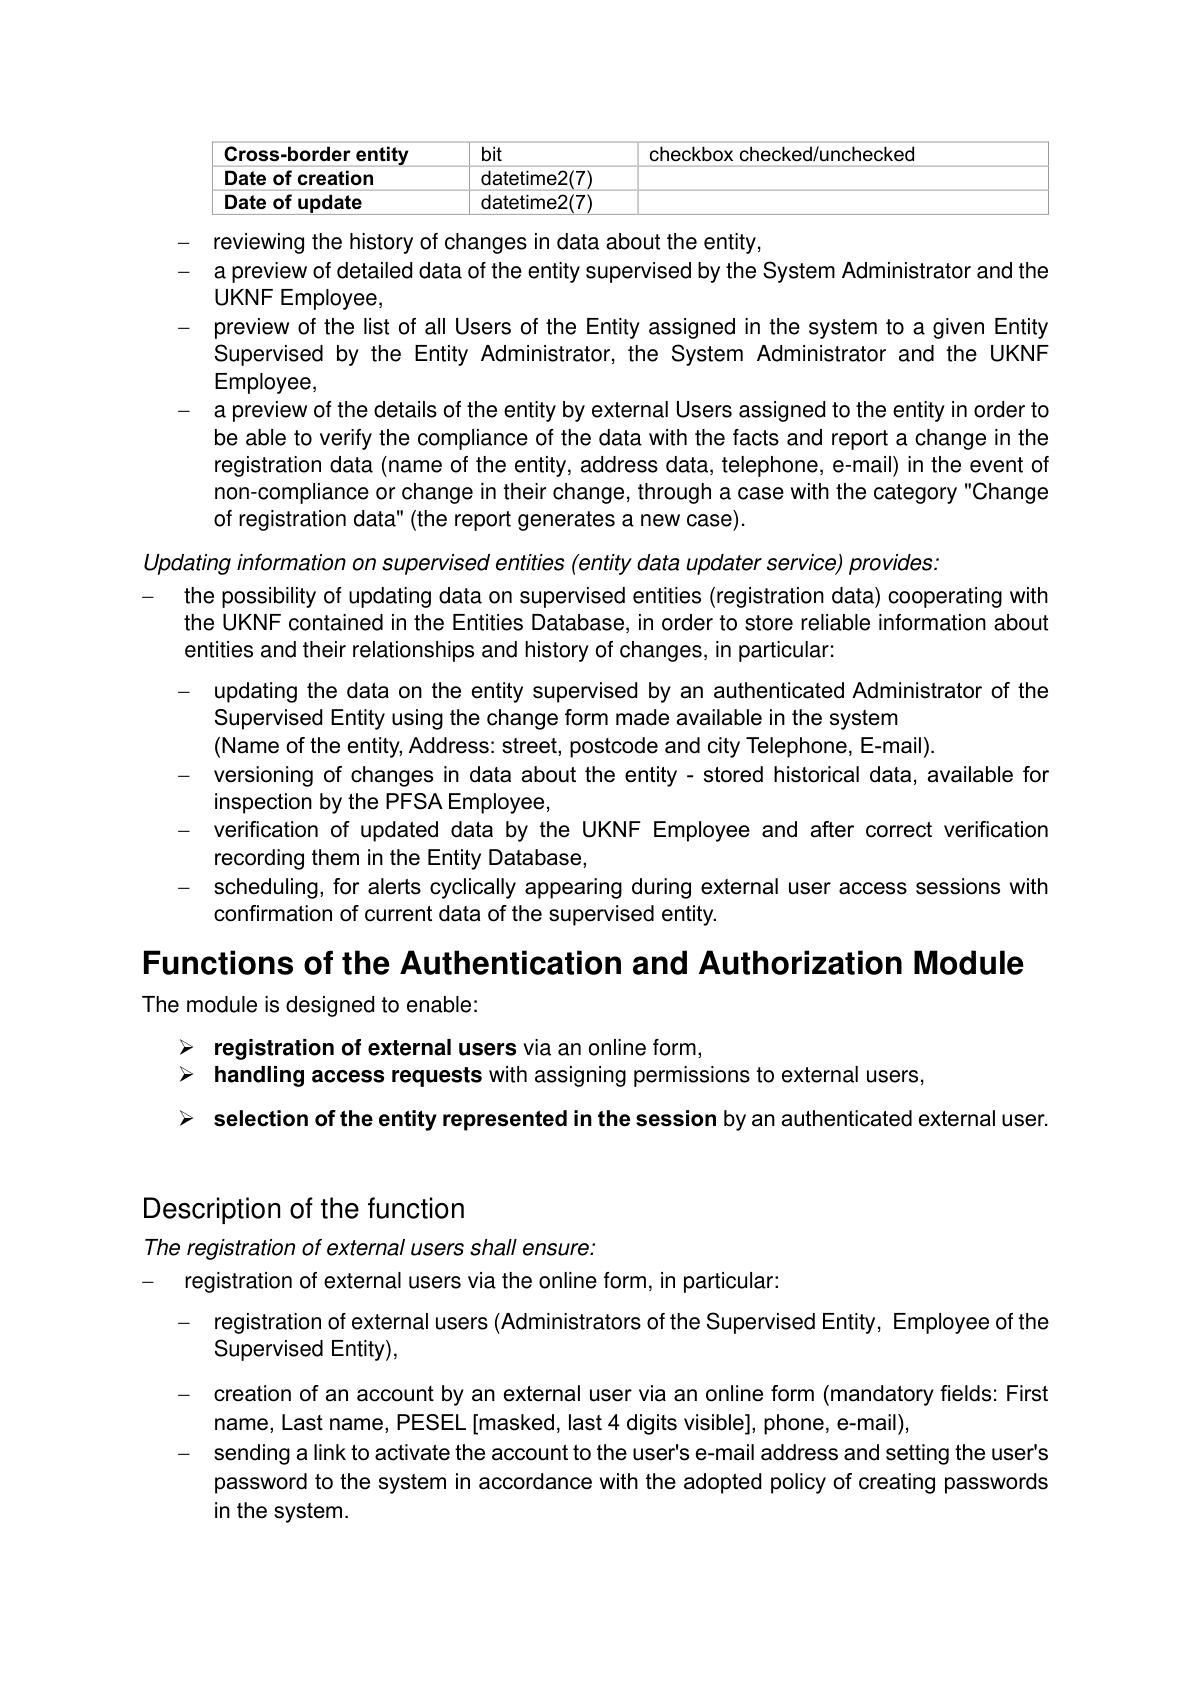 Cross-border entity bit checkbox checked/unchecked
Date of creation datetime2(7)
Date of update datetime2(7)
– reviewing the history of changes in data about the entity,
– a preview of detailed data of the entity supervised by the System Administrator and the
UKNF Employee,
– preview of the list of all Users of the Entity assigned in the system to a given Entity
Supervised by the Entity Administrator, the System Administrator and the UKNF
Employee,
– a preview of the details of the entity by external Users assigned to the entity in order to
be able to verify the compliance of the data with the facts and report a change in the
registration data (name of the entity, address data, telephone, e-mail) in the event of
non-compliance or change in their change, through a case with the category "Change
of registration data" (the report generates a new case).
Updating information on supervised entities (entity data updater service) provides:
– the possibility of updating data on supervised entities (registration data) cooperating with
the UKNF contained in the Entities Database, in order to store reliable information about
entities and their relationships and history of changes, in particular:
– updating the data on the entity supervised by an authenticated Administrator of the
Supervised Entity using the change form made available in the system
(Name of the entity, Address: street, postcode and city Telephone, E-mail).
– versioning of changes in data about the entity - stored historical data, available for
inspection by the PFSA Employee,
– verification of updated data by the UKNF Employee and after correct verification
recording them in the Entity Database,
– scheduling, for alerts cyclically appearing during external user access sessions with
confirmation of current data of the supervised entity.
Functions of the Authentication and Authorization Module
The module is designed to enable:
➢ registration of external users via an online form,
➢ handling access requests with assigning permissions to external users,
➢ selection of the entity represented in the session by an authenticated external user.
Description of the function
The registration of external users shall ensure:
– registration of external users via the online form, in particular:
– registration of external users (Administrators of the Supervised Entity, Employee of the
Supervised Entity),
– creation of an account by an external user via an online form (mandatory fields: First
name, Last name, PESEL [masked, last 4 digits visible], phone, e-mail),
– sending a link to activate the account to the user's e-mail address and setting the user's
password to the system in accordance with the adopted policy of creating passwords
in the system.